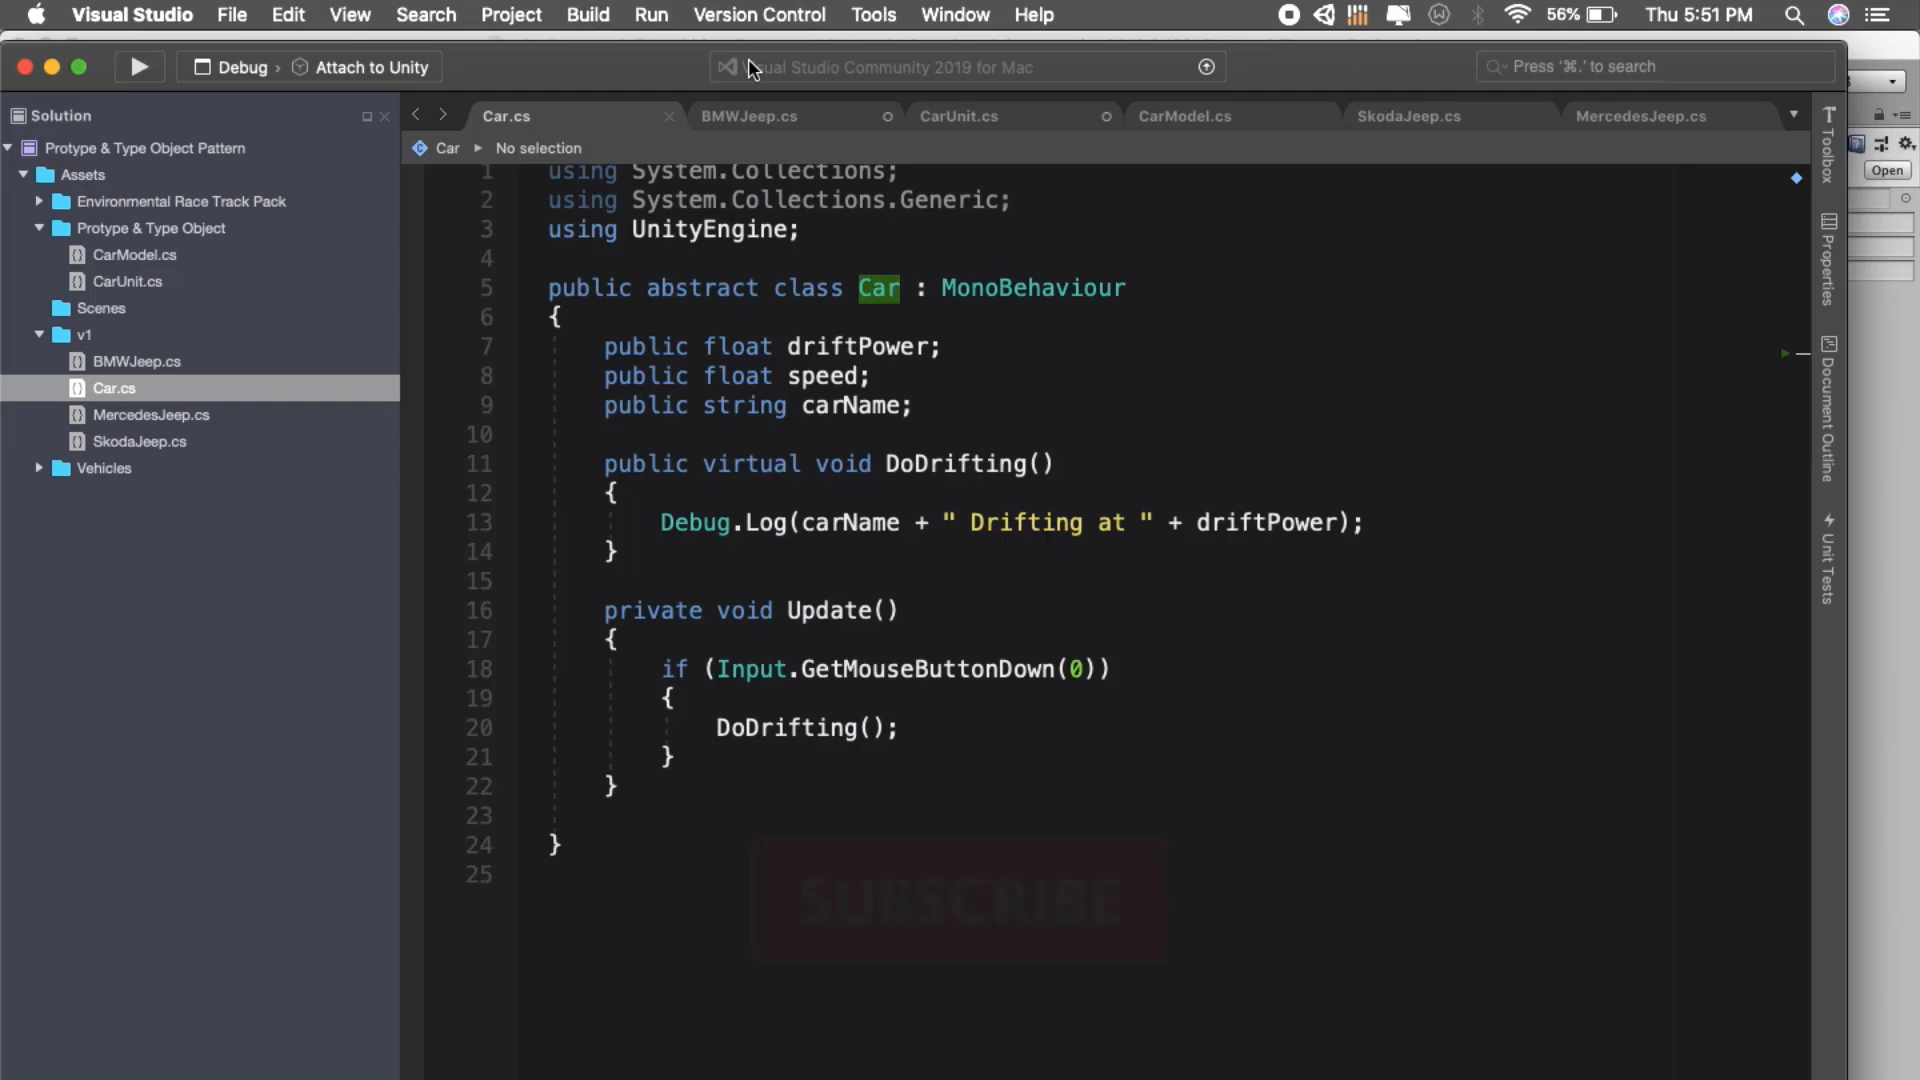 Visual Studio File Edit View Search Project Build Run Version Control Tools Window Help 56% Thu 5:51 PM
Debug › Attach to Unity Visual Studio Community 2019 for Mac Press ‘⌘.’ to search
Solution Car.cs BMWJeep.cs CarUnit.cs CarModel.cs SkodaJeep.cs MercedesJeep.cs
Car No selection
Protype & Type Object Pattern
Assets
Environmental Race Track Pack
Protype & Type Object
CarModel.cs
CarUnit.cs
Scenes
v1
BMWJeep.cs
Car.cs
MercedesJeep.cs
SkodaJeep.cs
Vehicles
1 using System.Collections;
2 using System.Collections.Generic;
3 using UnityEngine;
4
5 public abstract class Car : MonoBehaviour
6 {
7 public float driftPower;
8 public float speed;
9 public string carName;
10
11 public virtual void DoDrifting()
12 {
13 Debug.Log(carName + " Drifting at " + driftPower);
14 }
15
16 private void Update()
17 {
18 if (Input.GetMouseButtonDown(0))
19 {
20 DoDrifting();
21 }
22 }
23
24 }
25
SUBSCRIBE
Toolbox
Properties
Document Outline
Unit Tests
Open